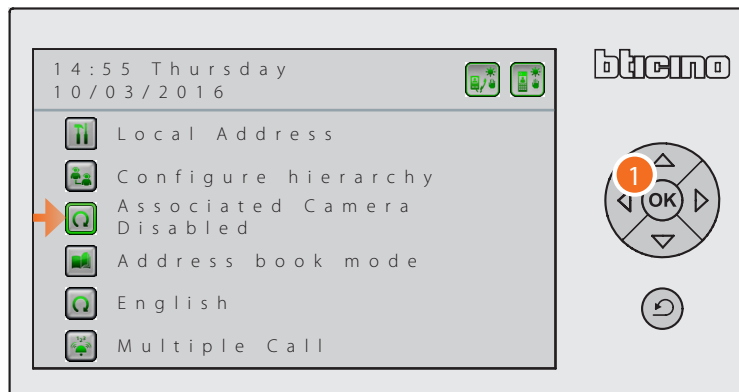 14:55 Thursday
10/03/2016
bticino
Local Address
Configure hierarchy
Associated Camera
Disabled
Address book mode
English
Multiple Call
1
OK